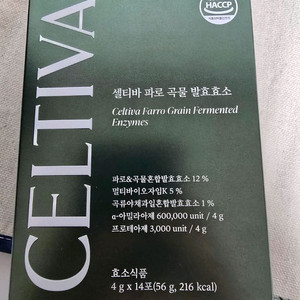 HACCP
CELTIVA
셀티바 파로 곡물 발효효소
Celtiva Farro Grain Fermented
Enzymes
파로&곡물혼합발효효소 12 %
멀티바이오자임K 5 %
곡류야채과일혼합발효효소 1 %
α-아밀라아제 600,000 unit / 4 g
프로테아제 3,000 unit / 4 g
효소식품
4 g x 14포(56 g, 216 kcal)